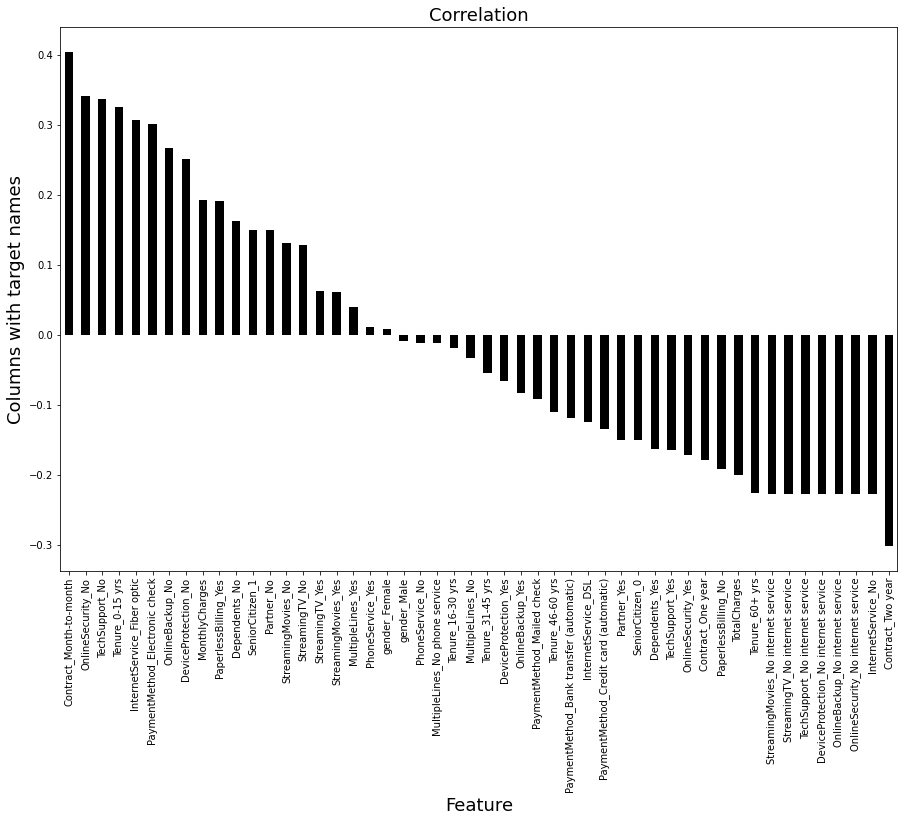 Correlation
Columns with target names
0.4
0.3
0.2
0.1
0.0
−0.1
−0.2
−0.3
Contract_Month-to-month
OnlineSecurity_No
TechSupport_No
Tenure_0-15 yrs
InternetService_Fiber optic
PaymentMethod_Electronic check
OnlineBackup_No
DeviceProtection_No
MonthlyCharges
PaperlessBilling_Yes
Dependents_No
SeniorCitizen_1
Partner_No
StreamingMovies_No
StreamingTV_No
StreamingTV_Yes
StreamingMovies_Yes
MultipleLines_Yes
PhoneService_Yes
gender_Female
gender_Male
PhoneService_No
MultipleLines_No phone service
Tenure_16-30 yrs
MultipleLines_No
Tenure_31-45 yrs
DeviceProtection_Yes
OnlineBackup_Yes
PaymentMethod_Mailed check
Tenure_46-60 yrs
PaymentMethod_Bank transfer (automatic)
InternetService_DSL
PaymentMethod_Credit card (automatic)
Partner_Yes
SeniorCitizen_0
Dependents_Yes
TechSupport_Yes
OnlineSecurity_Yes
Contract_One year
PaperlessBilling_No
TotalCharges
Tenure_60+ yrs
StreamingMovies_No internet service
StreamingTV_No internet service
TechSupport_No internet service
DeviceProtection_No internet service
OnlineBackup_No internet service
OnlineSecurity_No internet service
InternetService_No
Contract_Two year
Feature